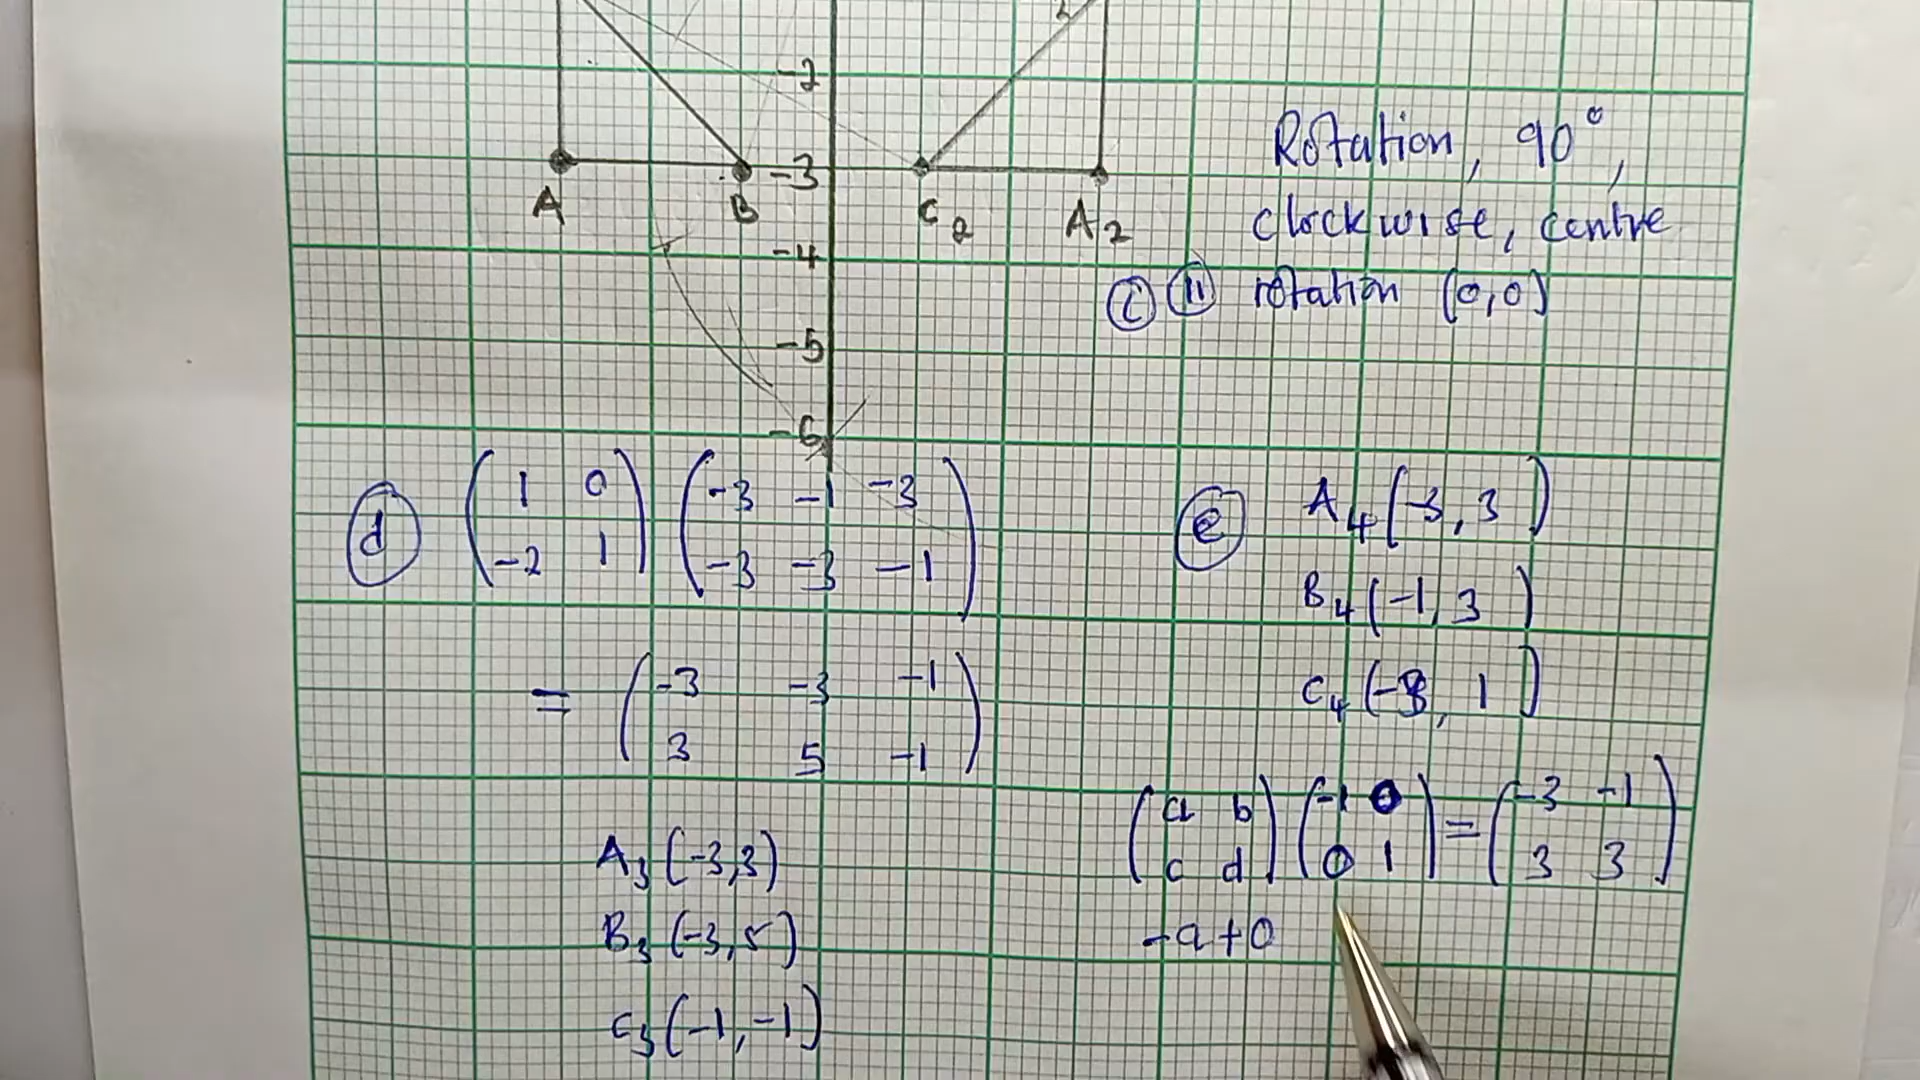 -2
-3
A B C2 A2
-4
-5
-6
Rotation, 90°,
clockwise, centre
c ii rotation (0,0)
d (1 0 -2 1) (-3 -1 -3 -3 -3 -1)
= (-3 -3 -1 3 5 -1)
A3 (-3,3)
B3 (-3,5)
C3 (-1,-1)
e A4 (-3, 3)
B4 (-1, 3)
C4 (-3, 1)
(a b c d) (-1 0 0 1) = (-3 -1 3 3)
-a+0